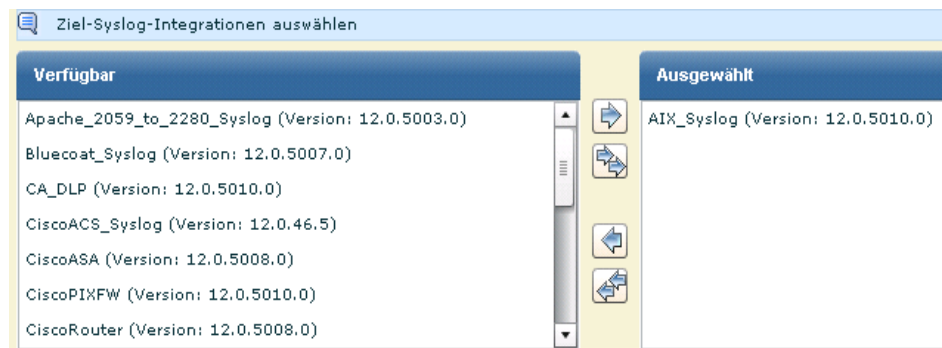 Ziel-Syslog-Integrationen auswählen
Verfügbar
Apache_2059_to_2280_Syslog (Version: 12.0.5003.0)
Bluecoat_Syslog (Version: 12.0.5007.0)
CA_DLP (Version: 12.0.5010.0)
CiscoACS_Syslog (Version: 12.0.46.5)
CiscoASA (Version: 12.0.5008.0)
CiscoPIXFW (Version: 12.0.5010.0)
CiscoRouter (Version: 12.0.5008.0)
Ausgewählt
AIX_Syslog (Version: 12.0.5010.0)